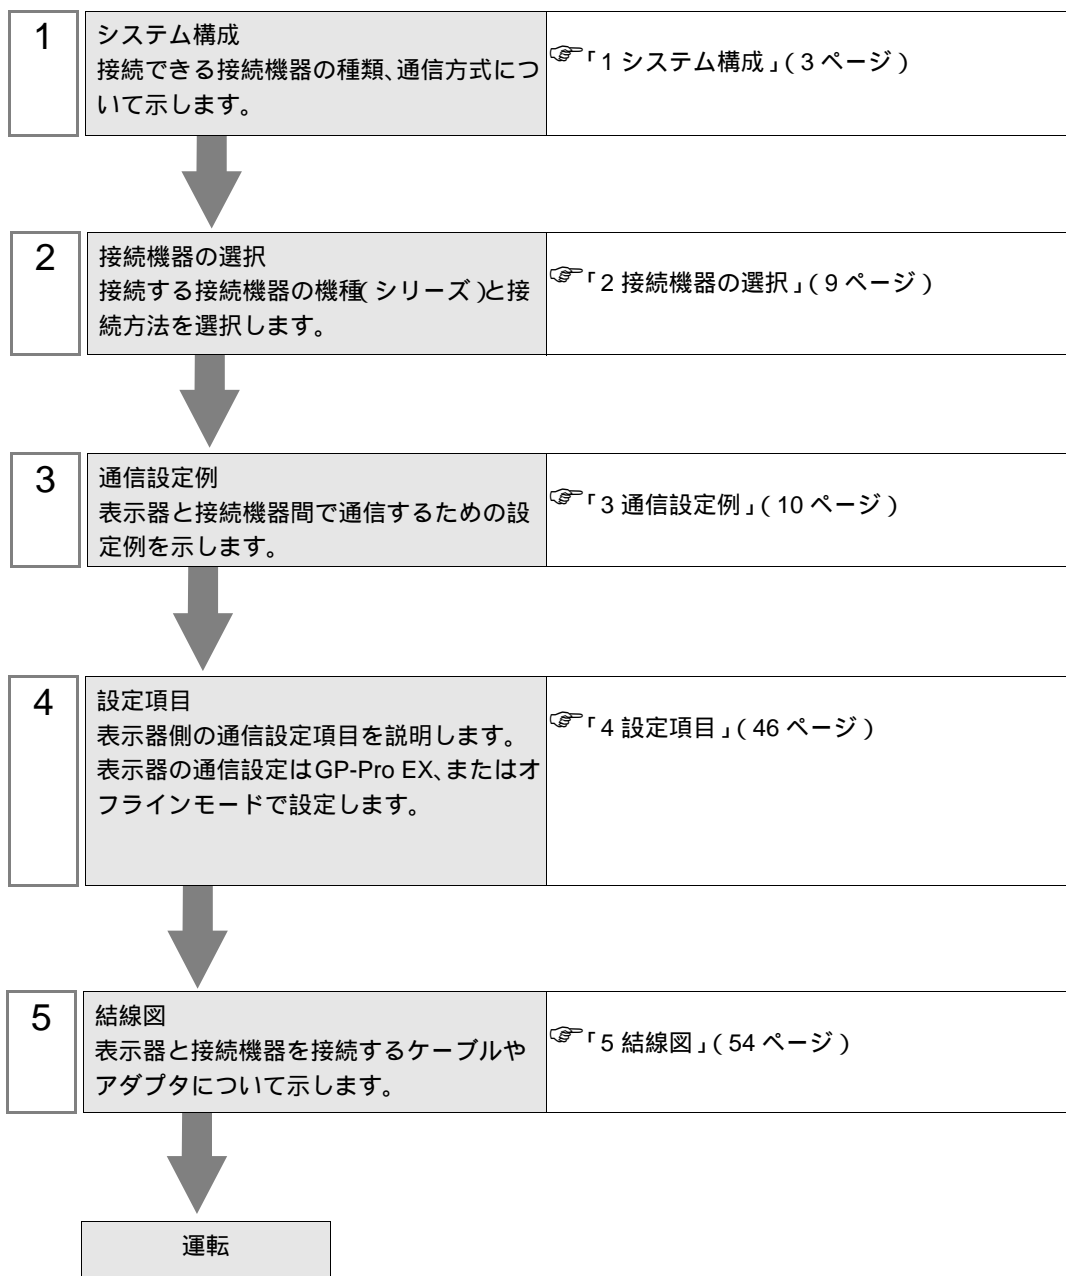 1
システム構成
接続できる接続機器の種類、通信方式につ
いて示します。
☞「1 システム構成」(3 ページ)
2
接続機器の選択
接続する接続機器の機種(シリーズ)と接
続方法を選択します。
☞「2 接続機器の選択」(9 ページ)
3
通信設定例
表示器と接続機器間で通信するための設
定例を示します。
☞「3 通信設定例」(10 ページ)
4
設定項目
表示器側の通信設定項目を説明します。
表示器の通信設定はGP-Pro EX、またはオ
フラインモードで設定します。
☞「4 設定項目」(46 ページ)
5
結線図
表示器と接続機器を接続するケーブルや
アダプタについて示します。
☞「5 結線図」(54 ページ)
運転